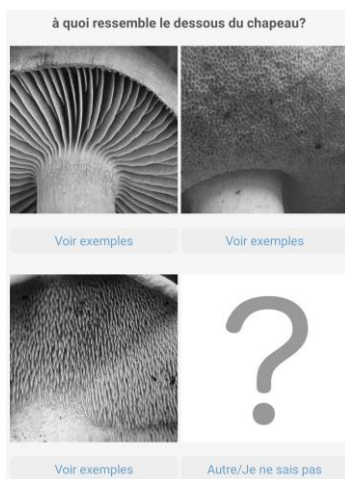 à quoi ressemble le dessous du chapeau?
Voir exemples
Voir exemples
?
Voir exemples
Autre/Je ne sais pas